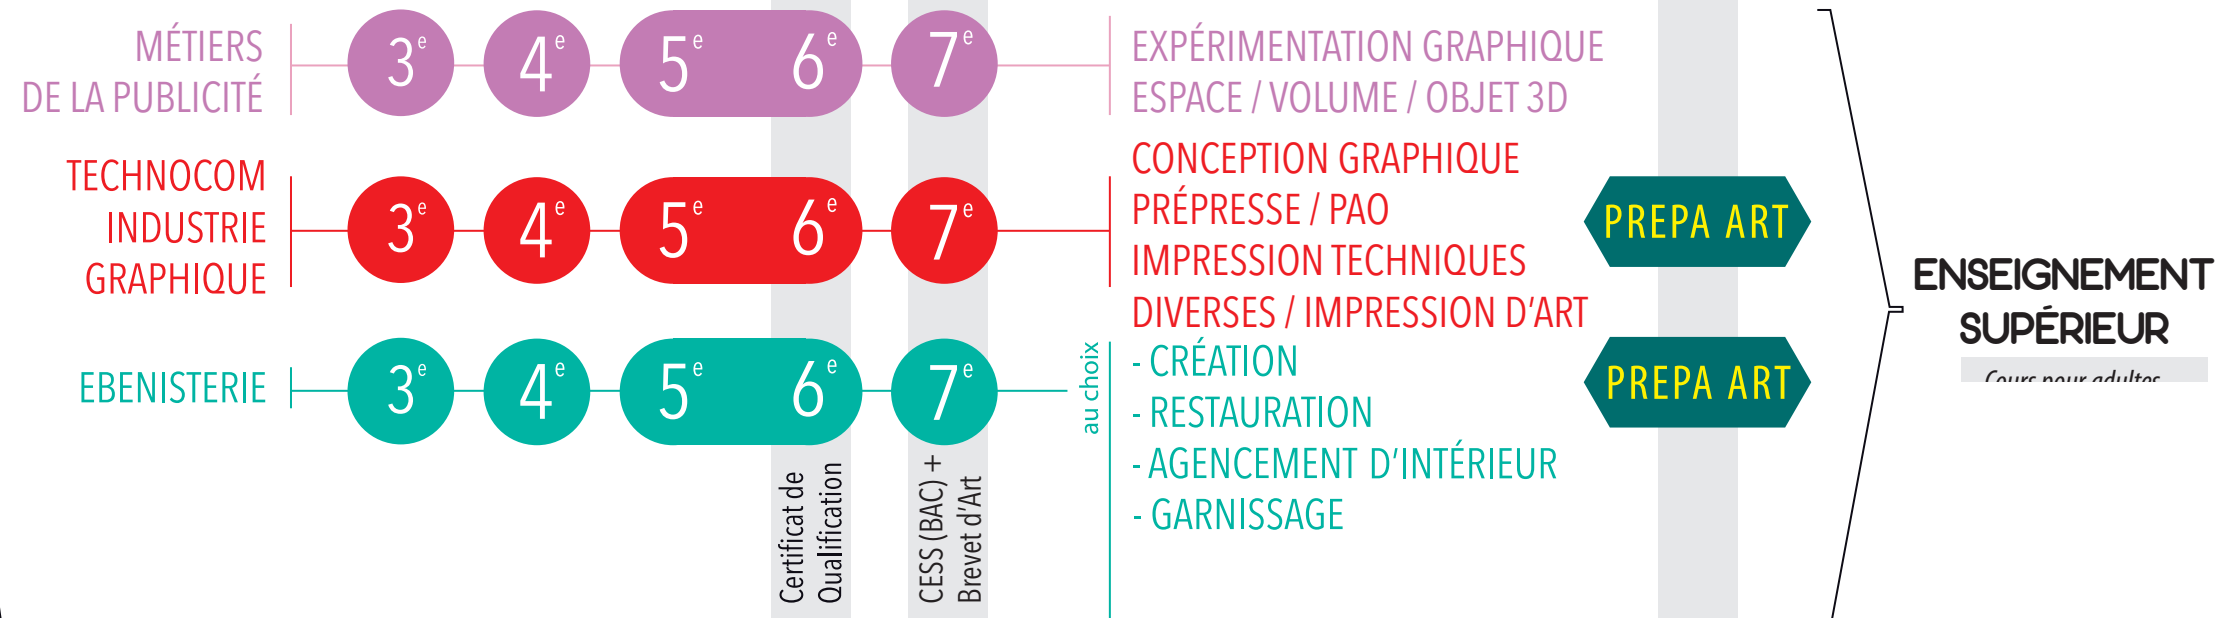 MÉTIERS
DE LA PUBLICITÉ
3e 4e 5e 6e 7e
EXPÉRIMENTATION GRAPHIQUE
ESPACE / VOLUME / OBJET 3D
TECHNOCOM
INDUSTRIE
GRAPHIQUE
3e 4e 5e 6e 7e
CONCEPTION GRAPHIQUE
PRÉPRESSE / PAO
IMPRESSION TECHNIQUES
DIVERSES / IMPRESSION D'ART
PREPA ART
EBENISTERIE
3e 4e 5e 6e 7e
au choix
- CRÉATION
- RESTAURATION
- AGENCEMENT D'INTÉRIEUR
- GARNISSAGE
PREPA ART
Certificat de
Qualification
CESS (BAC) +
Brevet d'Art
ENSEIGNEMENT
SUPÉRIEUR
Cours pour adultes